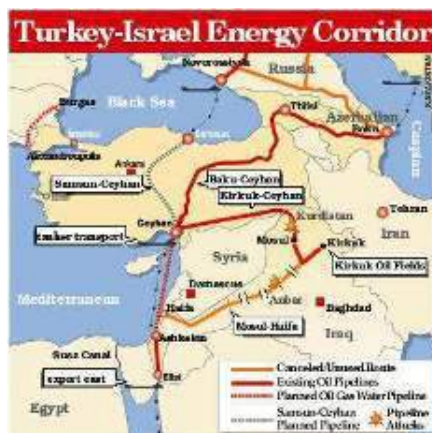 Turkey-Israel Energy Corridor
Novorossiysk
Russia
Black Sea
Burgas
Tbilisi
Azerbaijan
Baku
Caspian
Samsun
Alexandroupolis
Ankara
Samsun-Ceyhan
Baku-Ceyhan
Kirkuk-Ceyhan
Ceyhan
Kurdistan
Tehran
tanker transport
Mosul
Kirkuk
Iran
Syria
Kirkuk Oil Fields
Damascus
Mediterranean
Haifa
Anbar
Baghdad
Mosul-Haifa
Ashkelon
Iraq
Suez Canal
export east
Eilat
Egypt
Canceled/Unused Route
Existing Oil Pipelines
Planned Oil Gas Water Pipeline
Samsun-Ceyhan
Planned Pipeline
Pipeline
Attacks